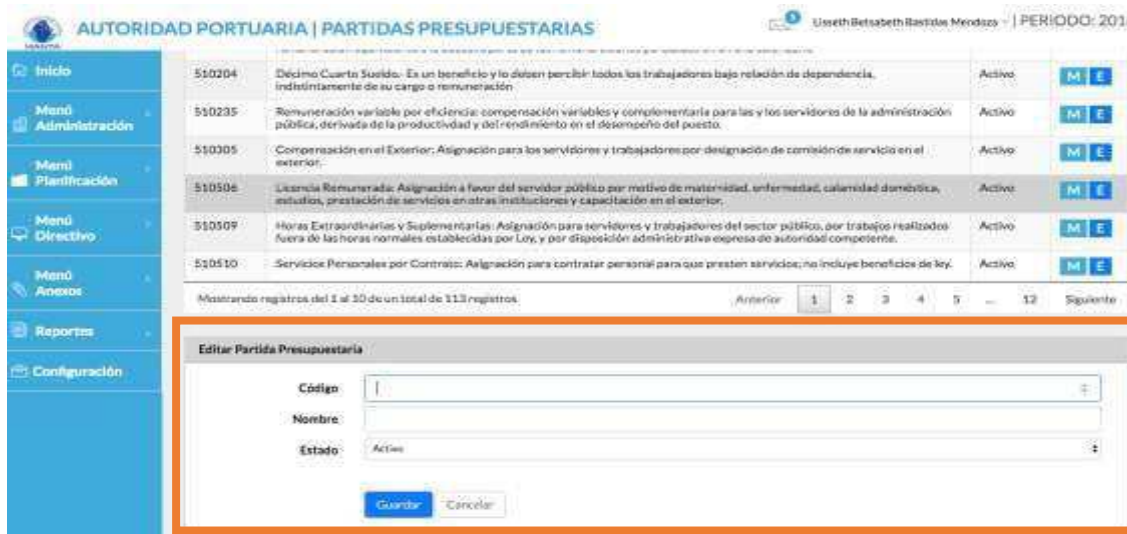 AUTORIDAD PORTUARIA | PARTIDAS PRESUPUESTARIAS
Lisseth Betsabeth Bastidas Mendoza | PERIODO: 201
Inicio
Menú
Administración
Menú
Planificación
Menú
Directivo
Menú
Anexos
Reportes
Configuración
510204 Décimo Cuarto Sueldo.- Es un beneficio y lo deben percibir todos los trabajadores bajo relación de dependencia, Activo M E
indistintamente de su cargo o remuneración
510235 Remuneración variable por eficiencia: compensación variables y complementaria para las y los servidores de la administración Activo M E
pública, derivada de la productividad y del rendimiento en el desempeño del puesto.
510305 Compensación en el Exterior: Asignación para los servidores y trabajadores por designación de comisión de servicio en el Activo M E
exterior.
510506 Licencia Remunerada: Asignación a favor del servidor público por motivo de maternidad, enfermedad, calamidad doméstica, Activo M E
estudios, prestación de servicios en otras instituciones y capacitación en el exterior.
510509 Horas Extraordinarias y Suplementarias: Asignación para servidores y trabajadores del sector público, por trabajos realizados Activo M E
fuera de las horas normales establecidas por Ley, y por disposición administrativa expresa de autoridad competente.
510510 Servicios Personales por Contrato: Asignación para contratar personal para que presten servicios; no incluye beneficios de ley. Activo M E
Mostrando registros del 1 al 10 de un total de 113 registros Anterior 1 2 3 4 5 ... 12 Siguiente
Editar Partida Presupuestaria
Código
Nombre
Estado Activo
Guardar Cancelar